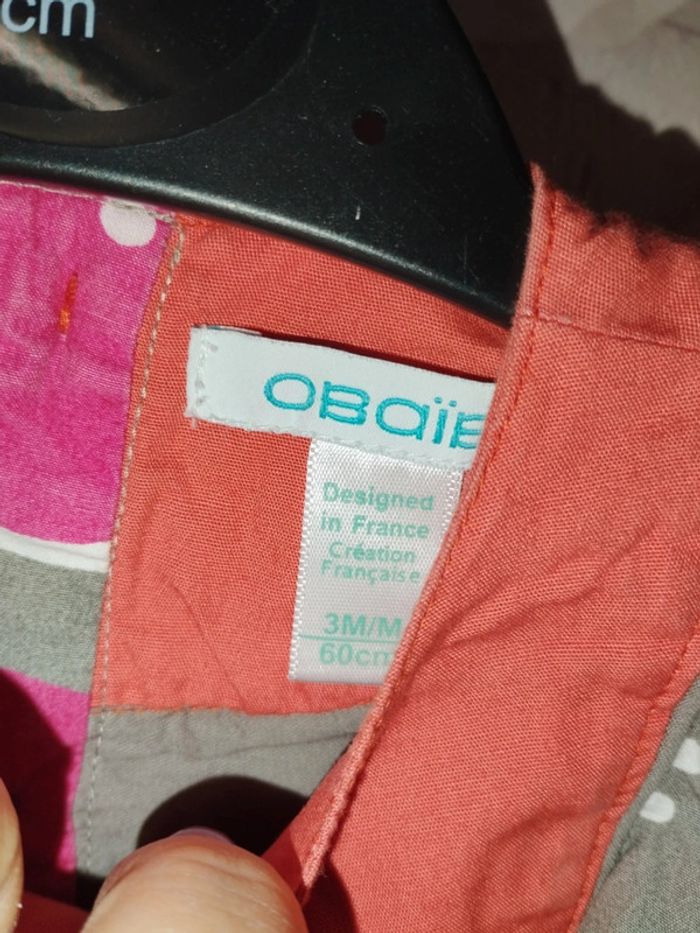 cm
OBaïB
Designed
in France
Création
Française
3M/M
60cm